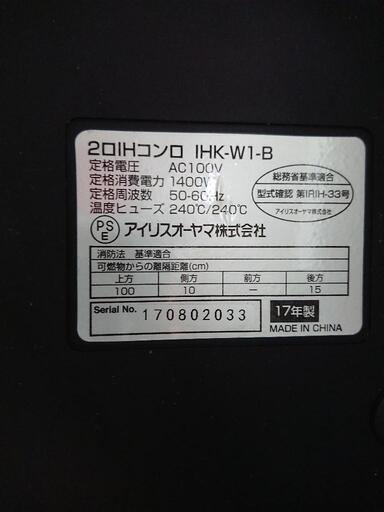 2口IHコンロ IHK-W1-B
定格電圧 AC100V
定格消費電力 1400W
定格周波数 50-60Hz
温度ヒューズ 240℃/240℃
総務省基準適合
型式確認 第IRIH-33号
アイリスオーヤマ株式会社
PSE アイリスオーヤマ株式会社
消防法 基準適合
可燃物からの離隔距離(cm)
上方 側方 前方 後方
100 10 — 15
Serial No. 170802033
17年製
MADE IN CHINA